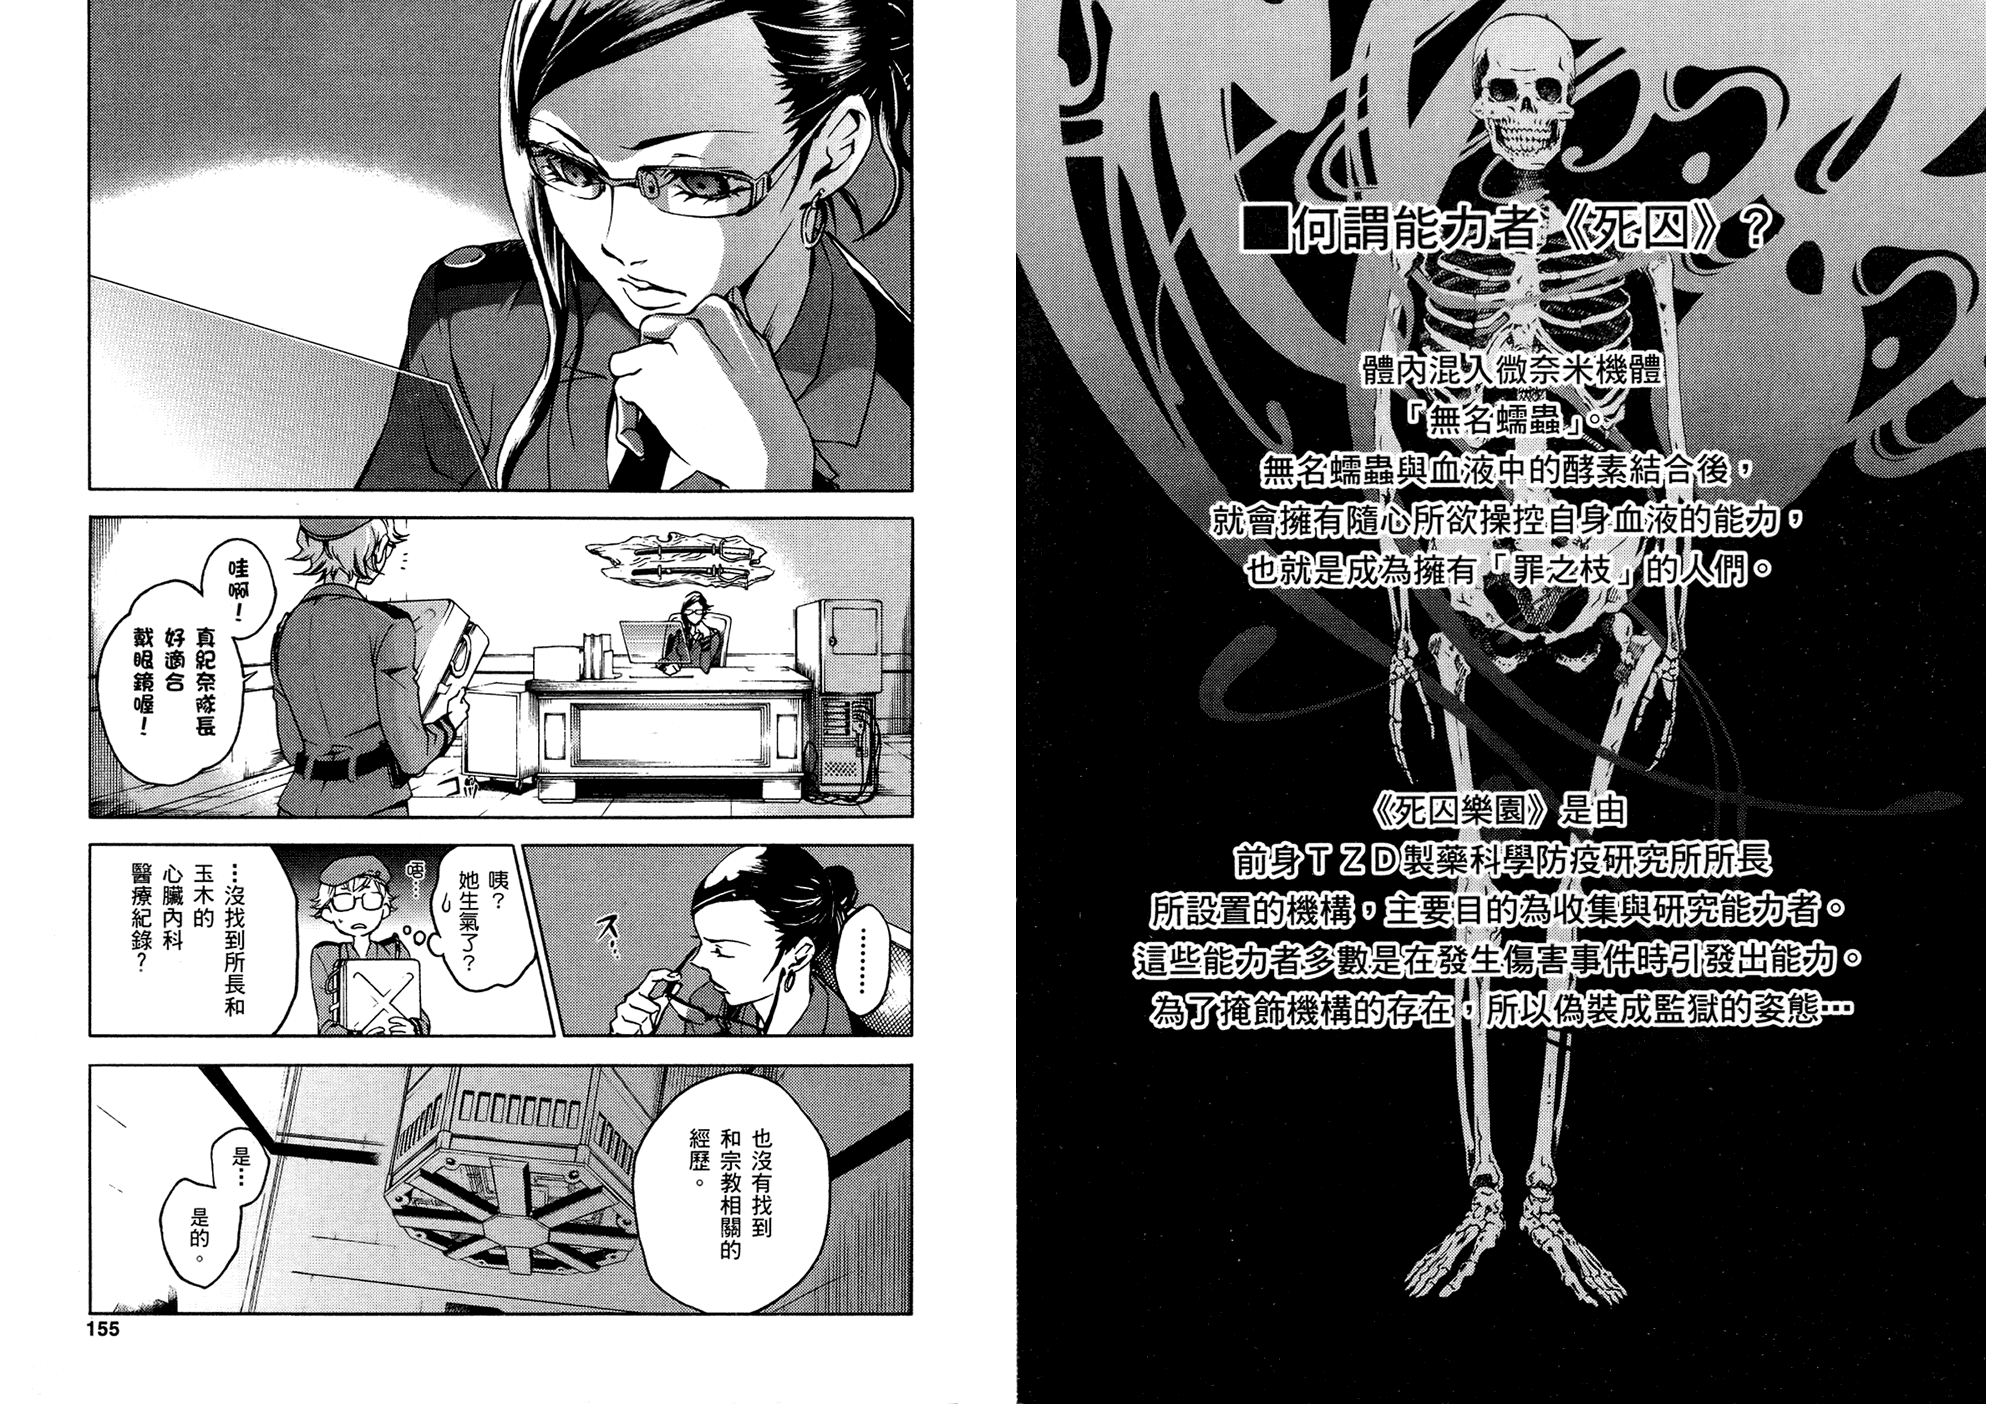 ■何謂能力者《死囚》？
體內混入微奈米機體
「無名蠕蟲」。
無名蠕蟲與血液中的酵素結合後，
就會擁有隨心所欲操控自身血液的能力，
也就是成為擁有「罪之枝」的人們。
《死囚樂園》是由
前身TZD製藥科學防疫研究所所長
所設置的機構，主要目的為收集與研究能力者。
這些能力者多數是在發生傷害事件時引發出能力。
為了掩飾機構的存在，所以偽裝成監獄的姿態…
哇啊！
真紀奈隊長
好適合
戴眼鏡喔！
………
咦？
她生氣了？
唔…
…沒找到所長和
玉木的
心臟內科
醫療紀錄？
也沒有找到
和宗教相關的
經歷。
是…
是的。
155